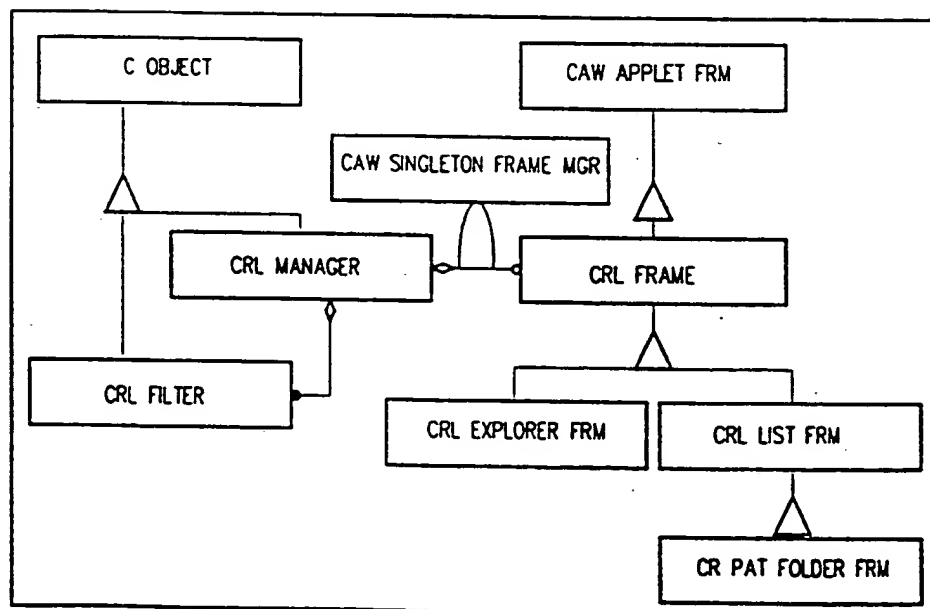 C OBJECT
CAW APPLET FRM
CAW SINGLETON FRAME MGR
CRL MANAGER
CRL FRAME
CRL FILTER
CRL EXPLORER FRM
CRL LIST FRM
CR PAT FOLDER FRM